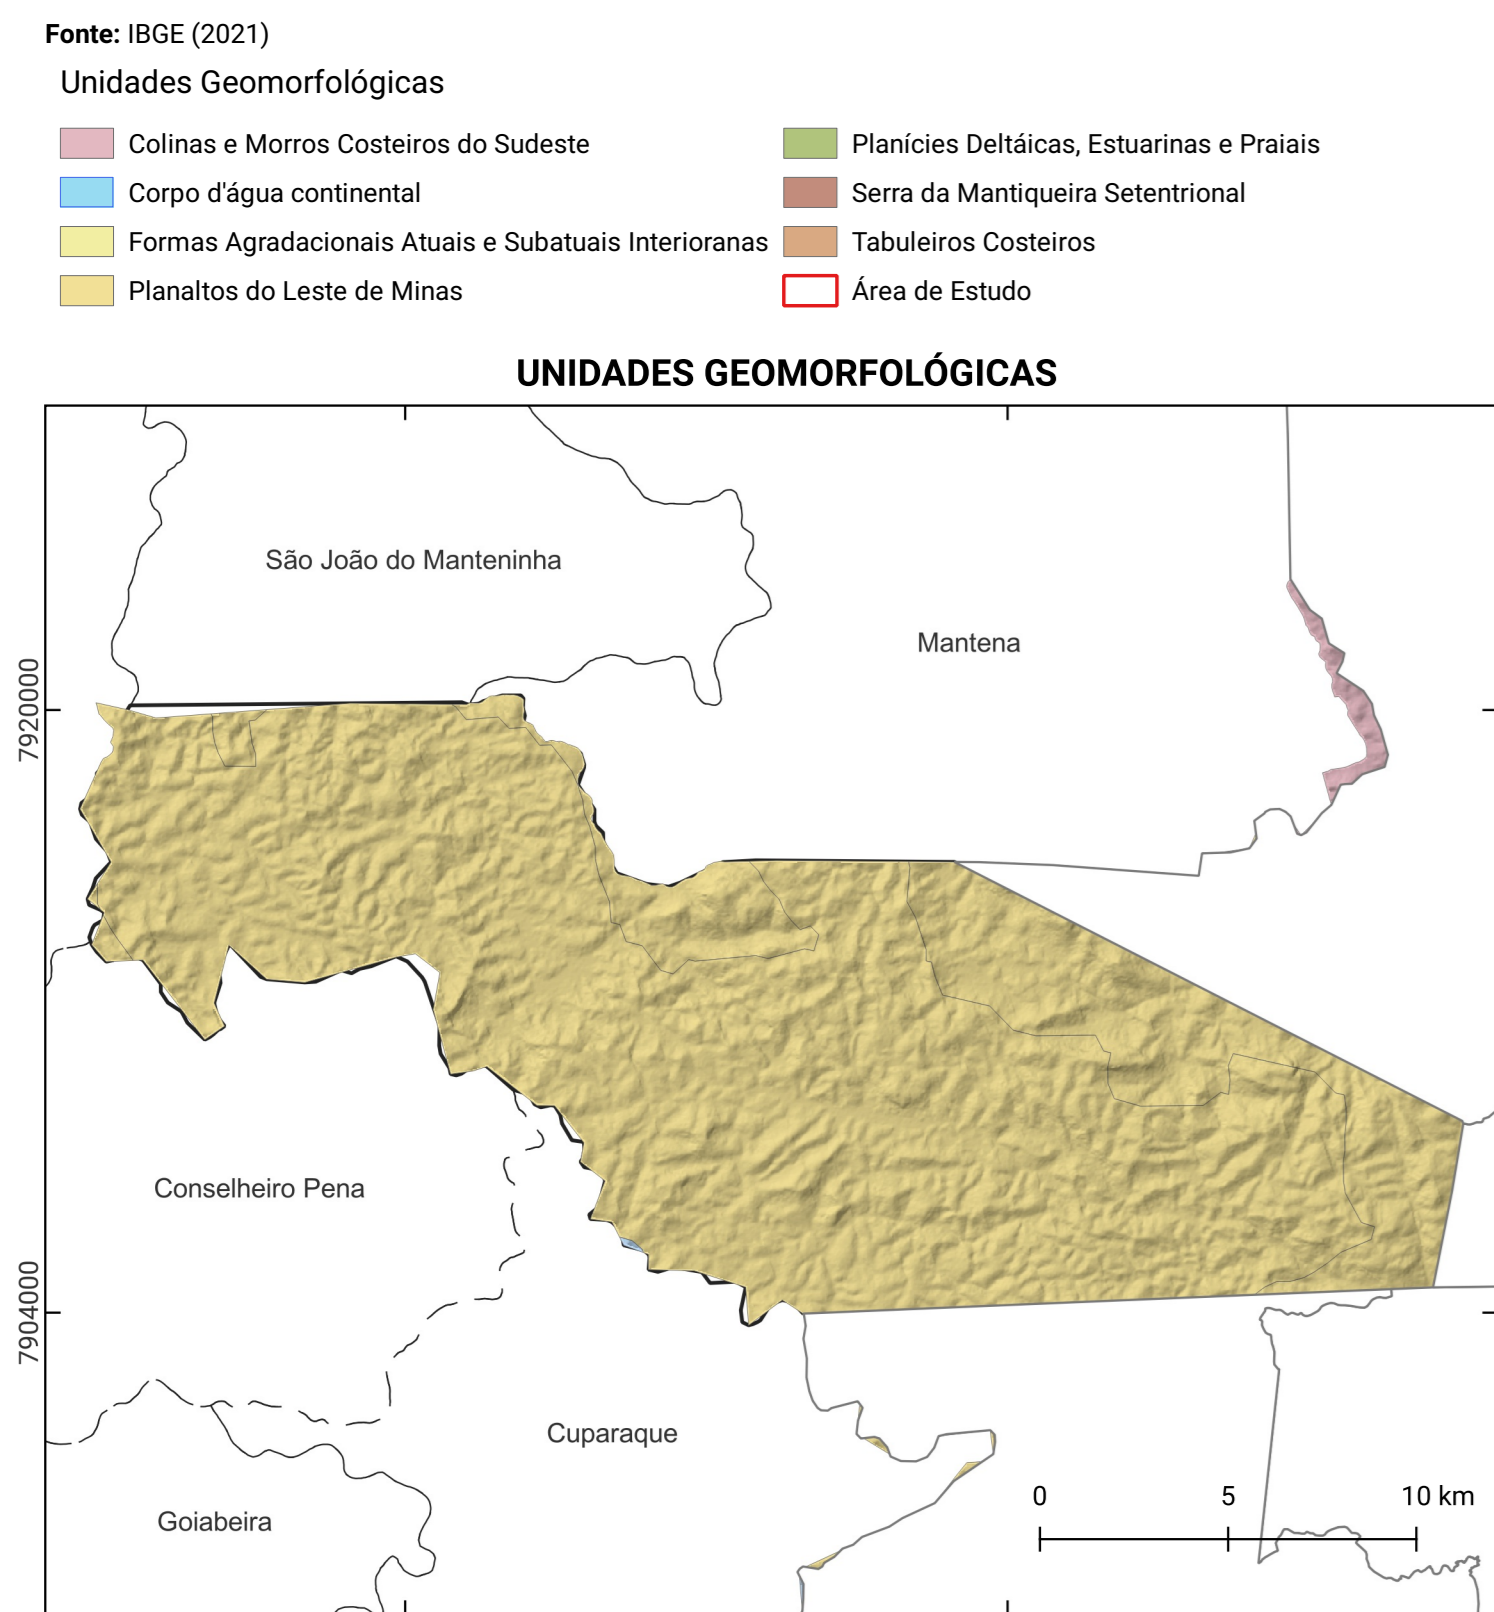 Fonte: IBGE (2021)
Unidades Geomorfológicas
Colinas e Morros Costeiros do Sudeste
Corpo d'água continental
Formas Agradacionais Atuais e Subatuais Interioranas
Planaltos do Leste de Minas
Planícies Deltáicas, Estuarinas e Praiais
Serra da Mantiqueira Setentrional
Tabuleiros Costeiros
Área de Estudo
UNIDADES GEOMORFOLÓGICAS
São João do Manteninha
Mantena
7920000
Conselheiro Pena
7904000
Cuparaque
Goiabeira
0 5 10 km